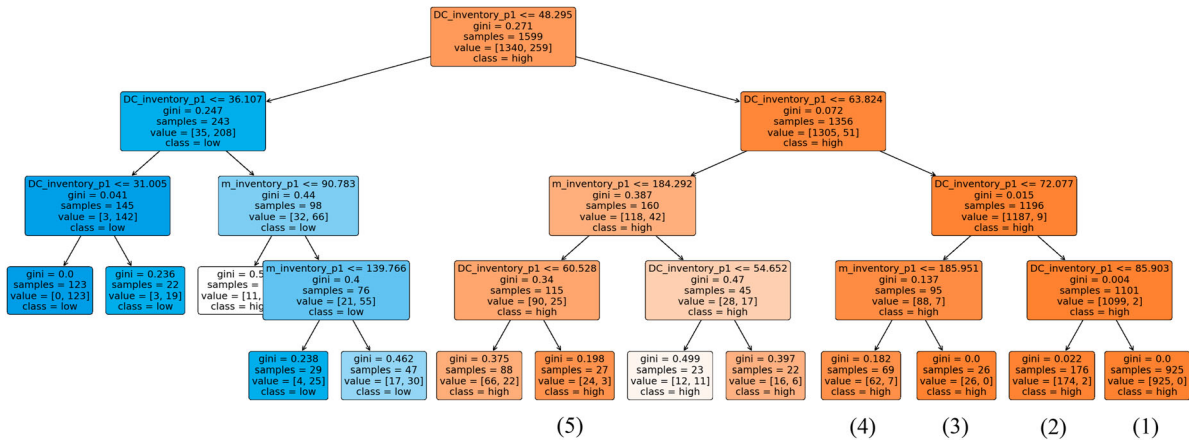 DC_inventory_p1 <= 48.295
gini = 0.271
samples = 1599
value = [1340, 259]
class = high
DC_inventory_p1 <= 36.107
gini = 0.247
samples = 243
value = [35, 208]
class = low
DC_inventory_p1 <= 63.824
gini = 0.072
samples = 1356
value = [1305, 51]
class = high
DC_inventory_p1 <= 31.005
gini = 0.041
samples = 145
value = [3, 142]
class = low
m_inventory_p1 <= 90.783
gini = 0.44
samples = 98
value = [32, 66]
class = low
m_inventory_p1 <= 184.292
gini = 0.387
samples = 160
value = [118, 42]
class = high
DC_inventory_p1 <= 72.077
gini = 0.015
samples = 1196
value = [1187, 9]
class = high
gini = 0.0
samples = 123
value = [0, 123]
class = low
gini = 0.236
samples = 22
value = [3, 19]
class = low
gini = 0.5
samples =
value = [11,
class = hig
m_inventory_p1 <= 139.766
gini = 0.4
samples = 76
value = [21, 55]
class = low
DC_inventory_p1 <= 60.528
gini = 0.34
samples = 115
value = [90, 25]
class = high
DC_inventory_p1 <= 54.652
gini = 0.47
samples = 45
value = [28, 17]
class = high
m_inventory_p1 <= 185.951
gini = 0.137
samples = 95
value = [88, 7]
class = high
DC_inventory_p1 <= 85.903
gini = 0.004
samples = 1101
value = [1099, 2]
class = high
gini = 0.238
samples = 29
value = [4, 25]
class = low
gini = 0.462
samples = 47
value = [17, 30]
class = low
gini = 0.375
samples = 88
value = [66, 22]
class = high
gini = 0.198
samples = 27
value = [24, 3]
class = high
gini = 0.499
samples = 23
value = [12, 11]
class = high
gini = 0.397
samples = 22
value = [16, 6]
class = high
gini = 0.182
samples = 69
value = [62, 7]
class = high
gini = 0.0
samples = 26
value = [26, 0]
class = high
gini = 0.022
samples = 176
value = [174, 2]
class = high
gini = 0.0
samples = 925
value = [925, 0]
class = high
(5)
(4)
(3)
(2)
(1)